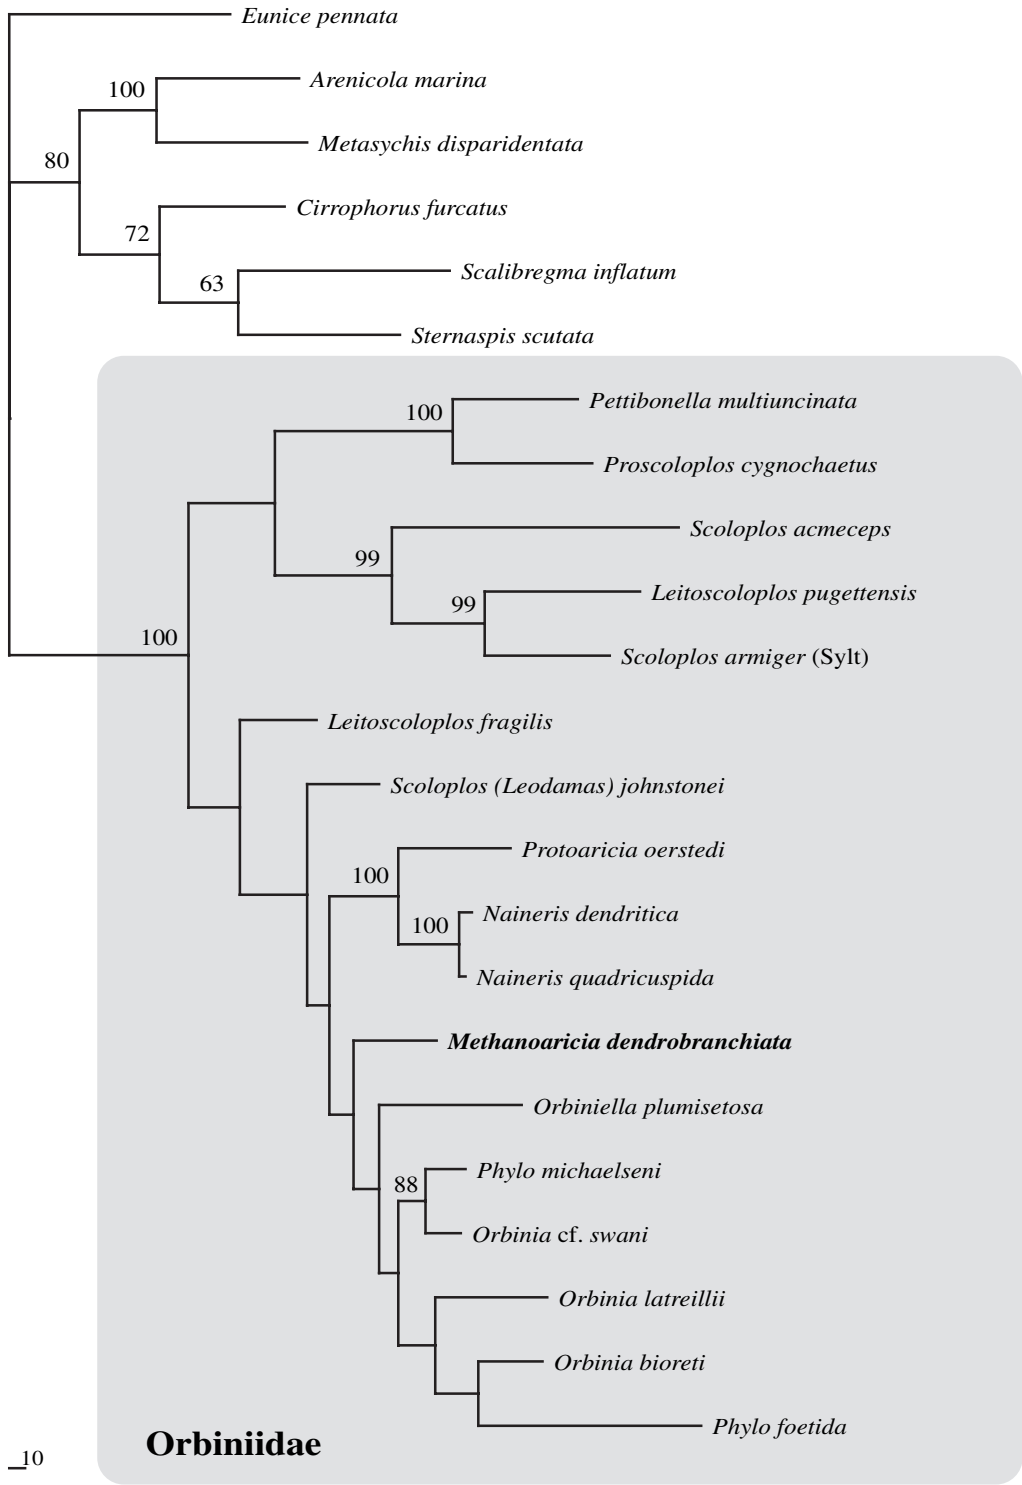 Eunice pennata
100
Arenicola marina
Metasychis disparidentata
80
Cirrophorus furcatus
72
Scalibregma inflatum
63
Sternaspis scutata
Pettibonella multiuncinata
100
Proscoloplos cygnochaetus
Scoloplos acmeceps
99
Leitoscoloplos pugettensis
99
Scoloplos armiger (Sylt)
100
Leitoscoloplos fragilis
Scoloplos (Leodamas) johnstonei
Protoaricia oerstedi
100
Naineris dendritica
100
Naineris quadricuspida
Methanoaricia dendrobranchiata
Orbiniella plumisetosa
Phylo michaelseni
88
Orbinia cf. swani
Orbinia latreillii
Orbinia bioreti
Phylo foetida
Orbiniidae
10